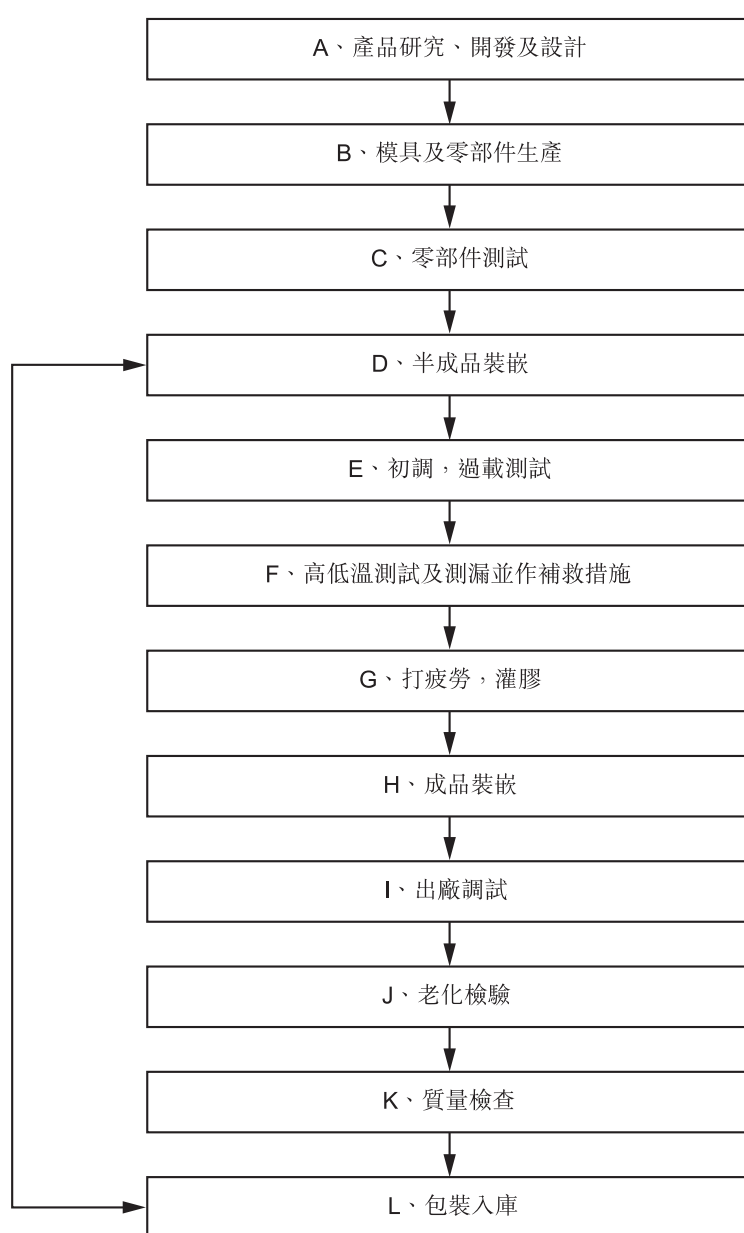 A、產品研究、開發及設計
B、模具及零部件生產
C、零部件測試
D、半成品裝嵌
E、初調，過載測試
F、高低溫測試及測漏並作補救措施
G、打疲勞，灌膠
H、成品裝嵌
I、出廠調試
J、老化檢驗
K、質量檢查
L、包裝入庫